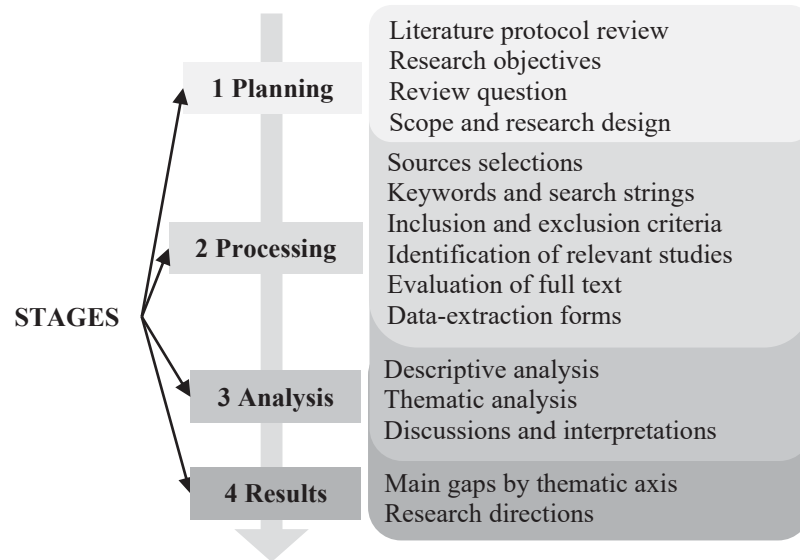 STAGES
1 Planning
Literature protocol review
Research objectives
Review question
Scope and research design
2 Processing
Sources selections
Keywords and search strings
Inclusion and exclusion criteria
Identification of relevant studies
Evaluation of full text
Data-extraction forms
3 Analysis
Descriptive analysis
Thematic analysis
Discussions and interpretations
4 Results
Main gaps by thematic axis
Research directions